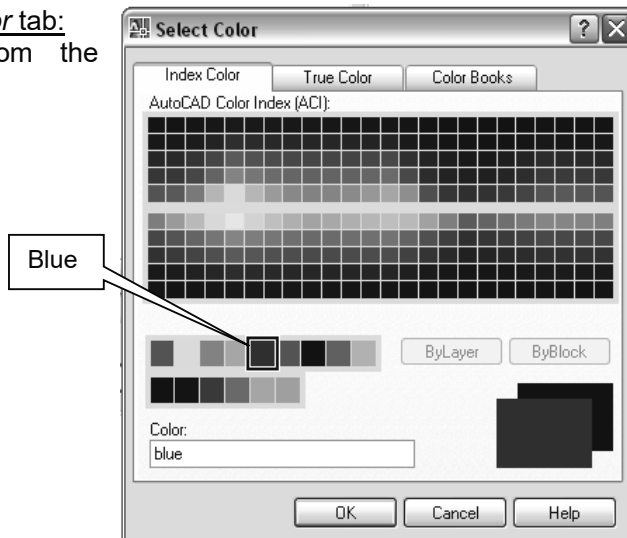 or tab:
om the
Select Color
Index Color
True Color
Color Books
AutoCAD Color Index (ACI):
Blue
ByLayer
ByBlock
Color:
blue
OK
Cancel
Help